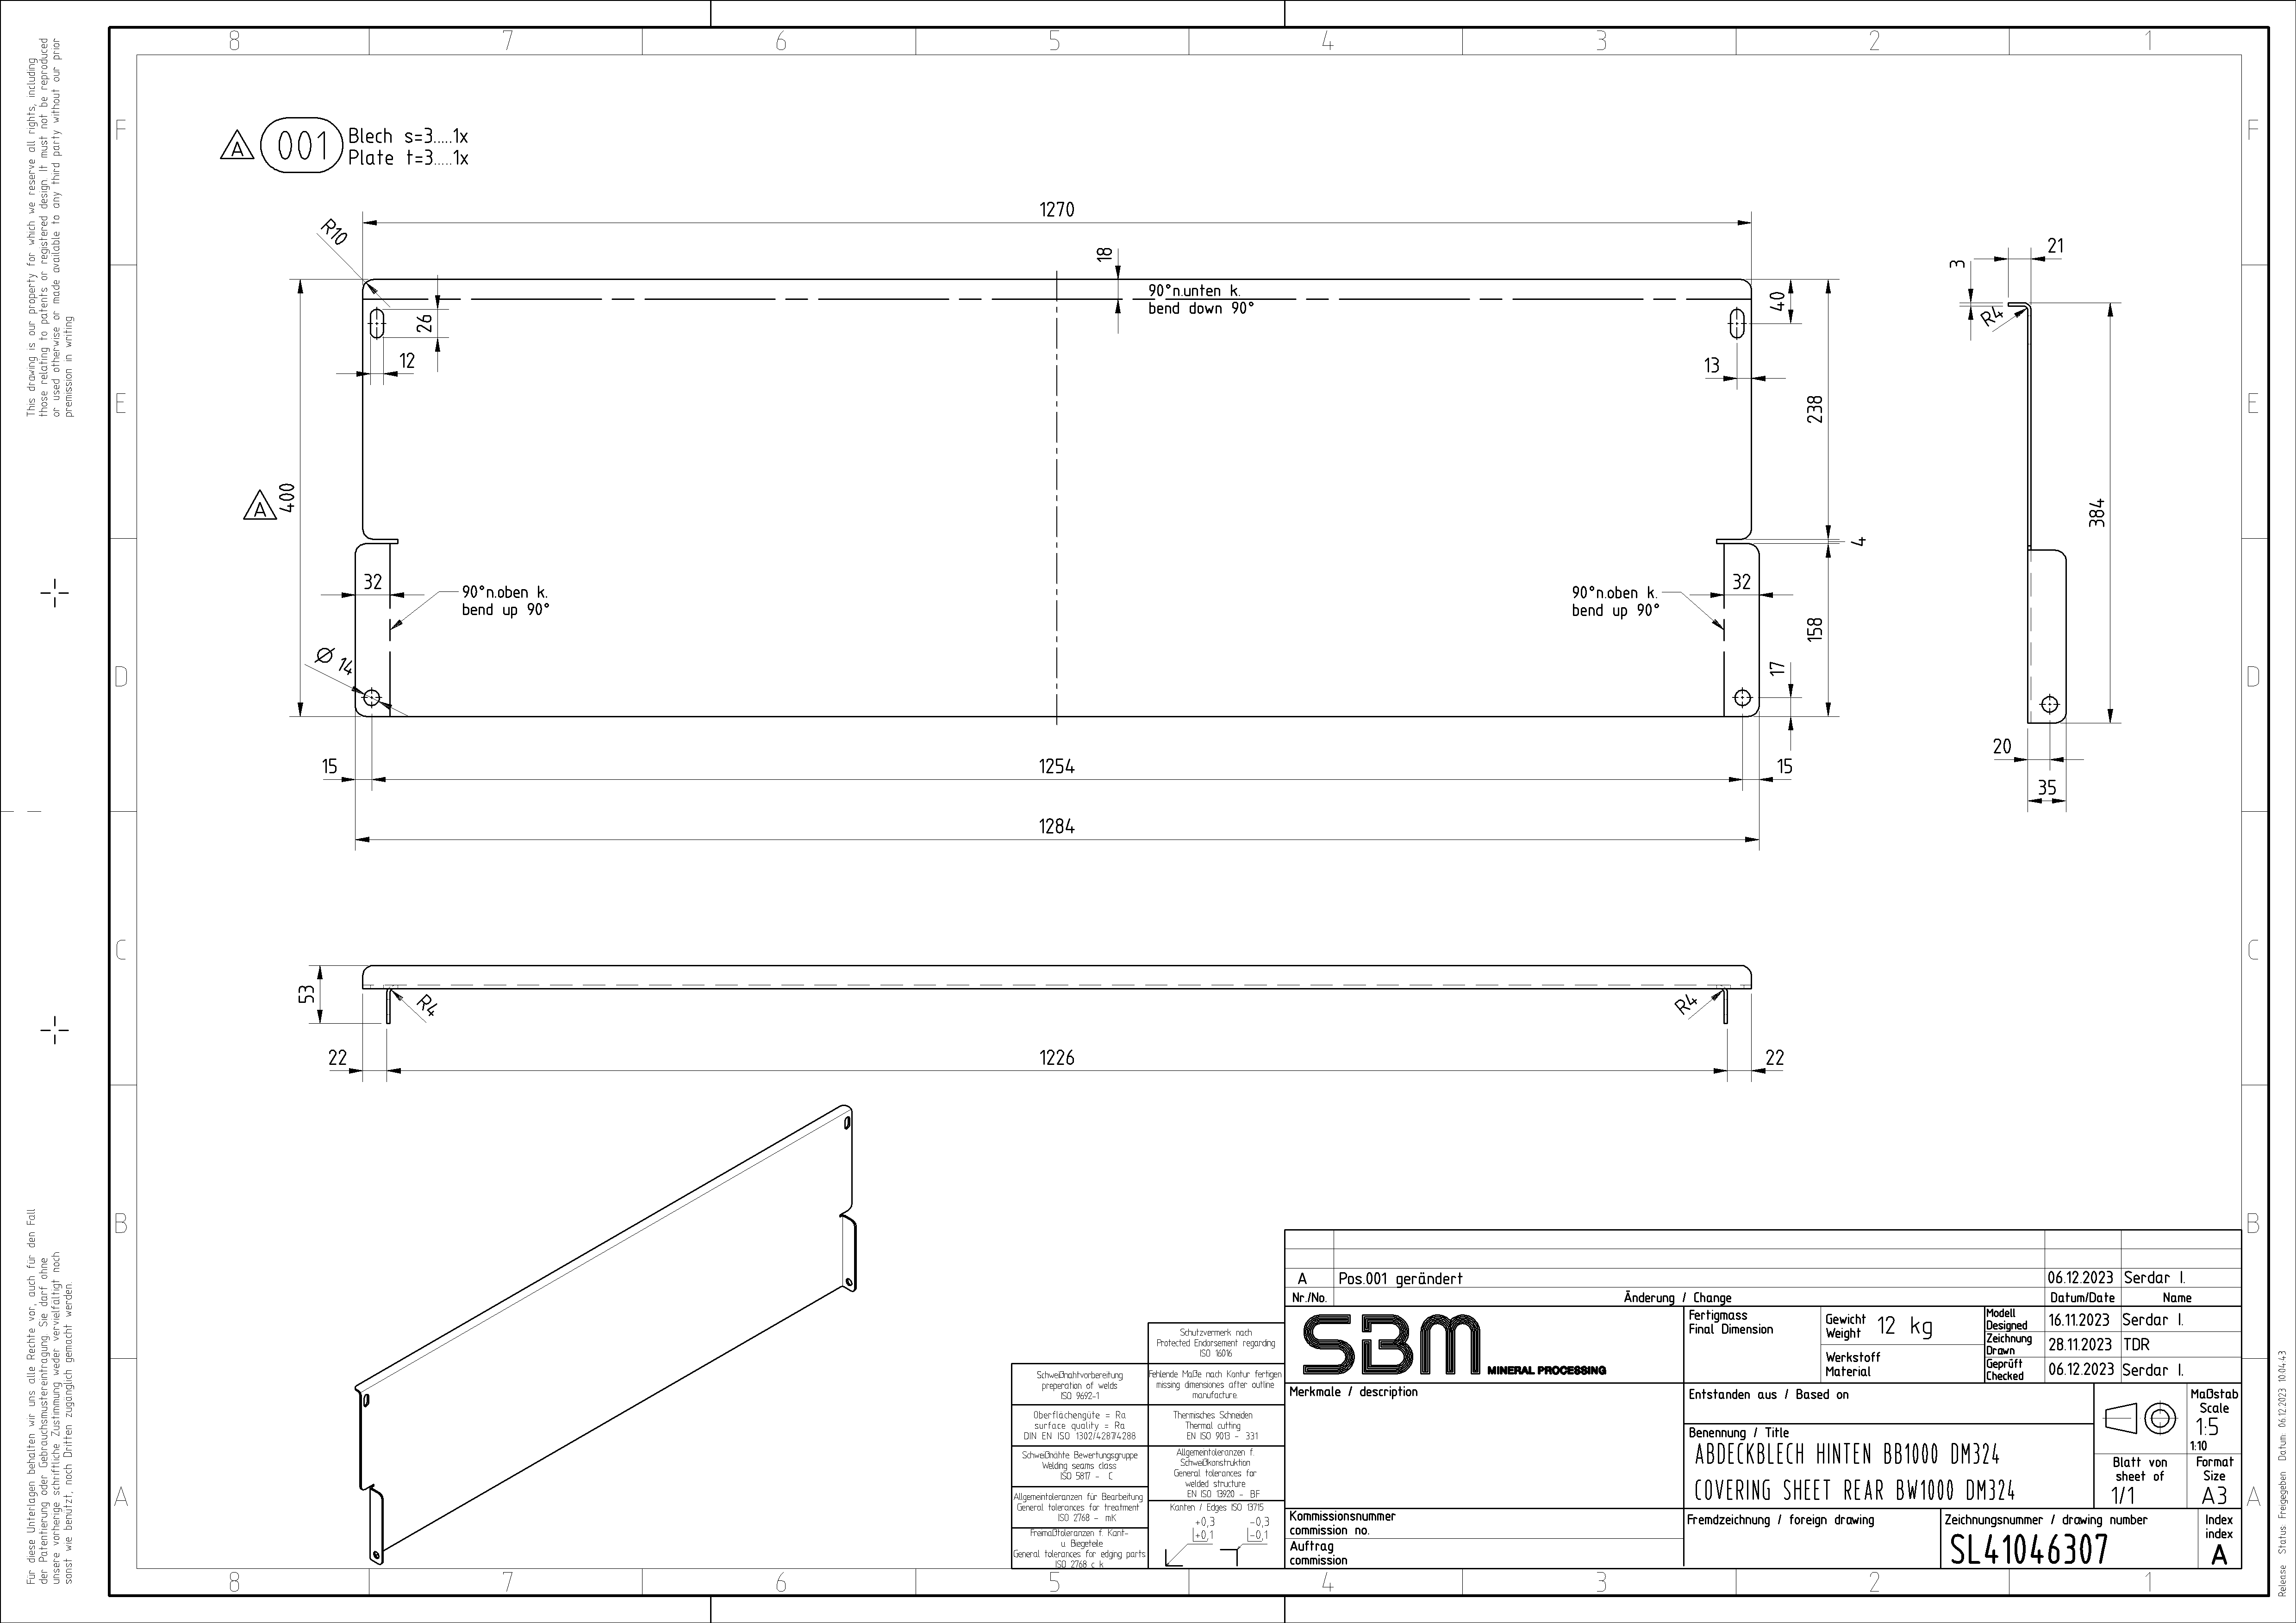 8 7 6 5 4 3 2 1
F
E
D
C
B
A
This drawing is our property for which we reserve all rights, including
those relating to patents or registered design. It must not be reproduced
or used otherwise or made available to any third party without our prior
premission in writing
Für diese Unterlagen behalten wir uns alle Rechte vor, auch für den Fall
der Patentierung oder Gebrauchsmustereintragung. Sie darf ohne
unsere vorherige schriftliche Zustimmung weder vervielfältigt noch
sonst wie benützt, noch Dritten zugänglich gemacht werden.
A 001 Blech s=3.....1x
Plate t=3.....1x
1270
R10
18
90°n.unten k.
bend down 90°
26
12
40
13
238
A 400
4
32
90°n.oben k.
bend up 90°
90°n.oben k.
bend up 90°
32
158
17
Ø 14
15
1254
15
1284
21
3
R4
384
20
35
53
R4
R4
22
1226
22
A Pos.001 gerändert 06.12.2023 Serdar I.
Nr./No. Änderung / Change Datum/Date Name
SBM
MINERAL PROCESSING
Fertigmass
Final Dimension
Gewicht
Weight 12 kg
Werkstoff
Material
Modell
Designed 16.11.2023 Serdar I.
Zeichnung
Drawn 28.11.2023 TDR
Geprüft
Checked 06.12.2023 Serdar I.
Merkmale / description
Entstanden aus / Based on
Maßstab
Scale
1:5
1:10
Benennung / Title
ABDECKBLECH HINTEN BB1000 DM324
COVERING SHEET REAR BW1000 DM324
Blatt von
sheet of
1/1
Format
Size
A3
Kommissionsnummer
commission no.
Auftrag
commission
Fremdzeichnung / foreign drawing
Zeichnungsnummer / drawing number
SL41046307
Index
index
A
Schutzvermerk nach
Protected Endorsement regarding
ISO 16016
Schweißnahtvorbereitung
preperation of welds
ISO 9692-1
Fehlende Maße nach Kontur fertigen
missing dimensiones after outline
manufacture.
Oberflächengüte = Ra
surface quality = Ra
DIN EN ISO 1302/4287/4288
Thermisches Schneiden
Thermal cutting
EN ISO 9013 - 331
Schweißnähte Bewertungsgruppe
Welding seams class
ISO 5817 - C
Allgementoleranzen f.
Schweißkonstruktion
General tolerances for
welded structure
EN ISO 13920 - BF
Allgementoleranzen für Bearbeitung
General tolerances for treatment
ISO 2768 - mK
Freimaßtoleranzen f. Kant-
u. Biegeteile
General tolerances for edging parts
ISO 2768 c k
Kanten / Edges ISO 13715
+0,3
+0,1
-0,3
-0,1
Release Status: Freigegeben Datum: 06.12.2023 10:04:43
F
E
D
C
B
A
8 7 6 5 4 3 2 1